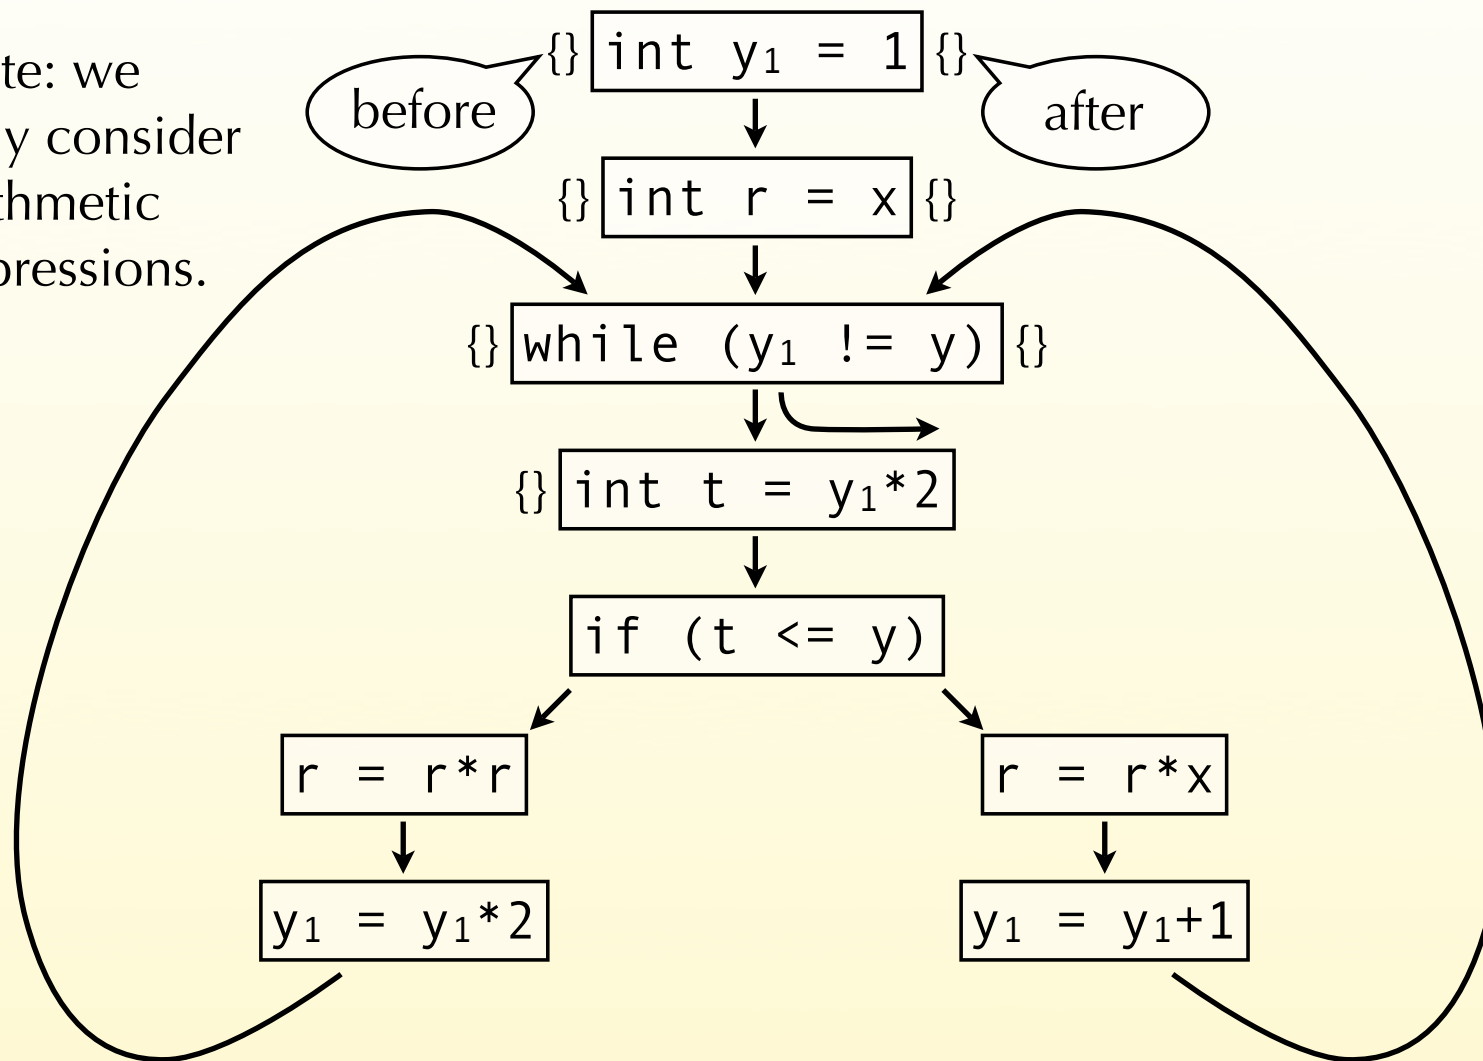 {} int y₁ = 1 {}
te: we
before
after
y consider
{} int r = x {}
thmetic
pressions.
{} while (y₁ != y) {}
{} int t = y₁*2
if (t <= y)
r = r*r
r = r*x
y₁ = y₁*2
y₁ = y₁+1